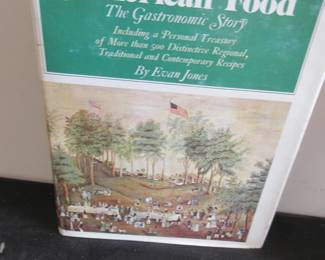 Food
The Gastronomic Story
Including a Personal Treasury
of More than 500 Distinctive Regional,
Traditional and Contemporary Recipes
By Evan Jones